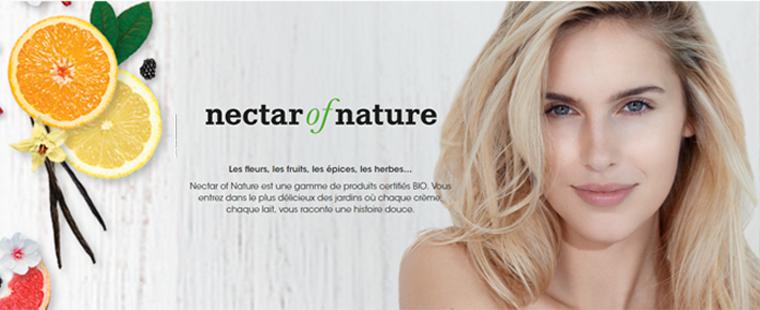 nectar of nature
Les fleurs, les fruits, les épices, les herbes...
Nectar of Nature est une gamme de produits certifiés BIO. Vous
entrez dans le plus délicieux des jardins où chaque crème,
chaque lait, vous raconte une histoire douce.